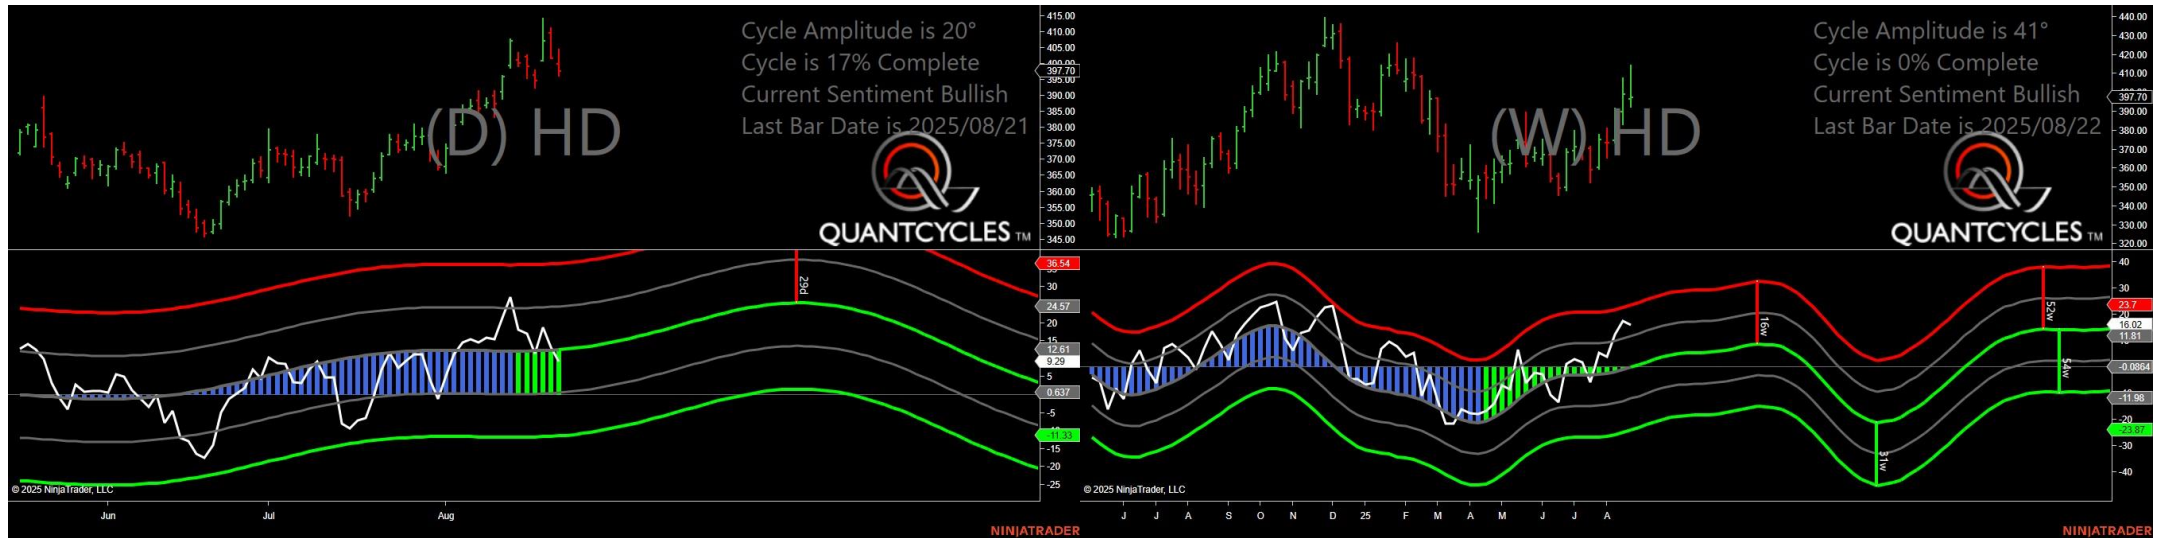 Cycle Amplitude is 20°
Cycle is 17% Complete
Current Sentiment Bullish
Last Bar Date is 2025/08/21
(D) HD
QUANTCYCLES TM
415.00
410.00
405.00
400.00
397.70
395.00
390.00
385.00
380.00
375.00
370.00
365.00
360.00
355.00
350.00
345.00
29d
36.54
30
24.57
20
15
12.61
9.29
5
0.637
-5
-11.33
-15
-20
-25
© 2025 NinjaTrader, LLC
Jun
Jul
Aug
NINJATRADER
Cycle Amplitude is 41°
Cycle is 0% Complete
Current Sentiment Bullish
Last Bar Date is 2025/08/22
(W) HD
QUANTCYCLES TM
440.00
430.00
420.00
410.00
397.70
390.00
380.00
370.00
360.00
350.00
340.00
330.00
320.00
16w
31w
52w
54w
40
30
23.7
16.02
11.81
-0.0864
-11.98
-20
-23.87
-30
-40
© 2025 NinjaTrader, LLC
J
J
A
S
O
N
D
25
F
M
A
M
J
J
A
NINJATRADER